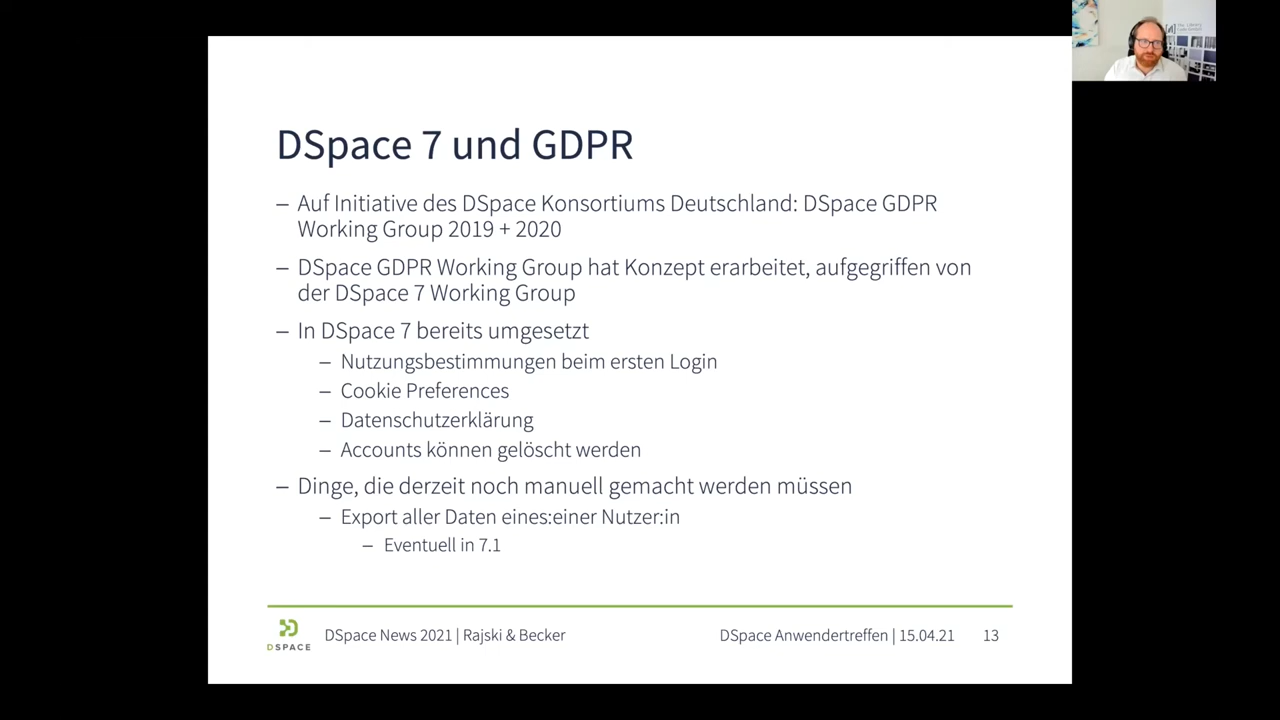 DSpace 7 und GDPR
– Auf Initiative des DSpace Konsortiums Deutschland: DSpace GDPR
Working Group 2019 + 2020
– DSpace GDPR Working Group hat Konzept erarbeitet, aufgegriffen von
der DSpace 7 Working Group
– In DSpace 7 bereits umgesetzt
– Nutzungsbestimmungen beim ersten Login
– Cookie Preferences
– Datenschutzerklärung
– Accounts können gelöscht werden
– Dinge, die derzeit noch manuell gemacht werden müssen
– Export aller Daten eines:einer Nutzer:in
– Eventuell in 7.1
DSPACE
DSpace News 2021 | Rajski & Becker
DSpace Anwendertreffen | 15.04.21 13